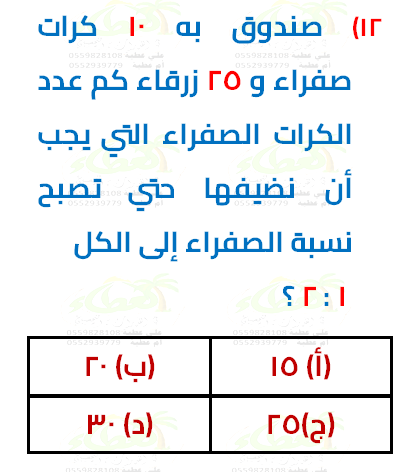 ١٢) صندوق به ١٠ كرات
صفراء و ٢٥ زرقاء كم عدد
الكرات الصفراء التي يجب
أن نضيفها حتي تصبح
نسبة الصفراء إلى الكل
١ : ٢ ؟
(أ) ١٥ (ب) ٢٠
(ج)٢٥ (د) ٣٠